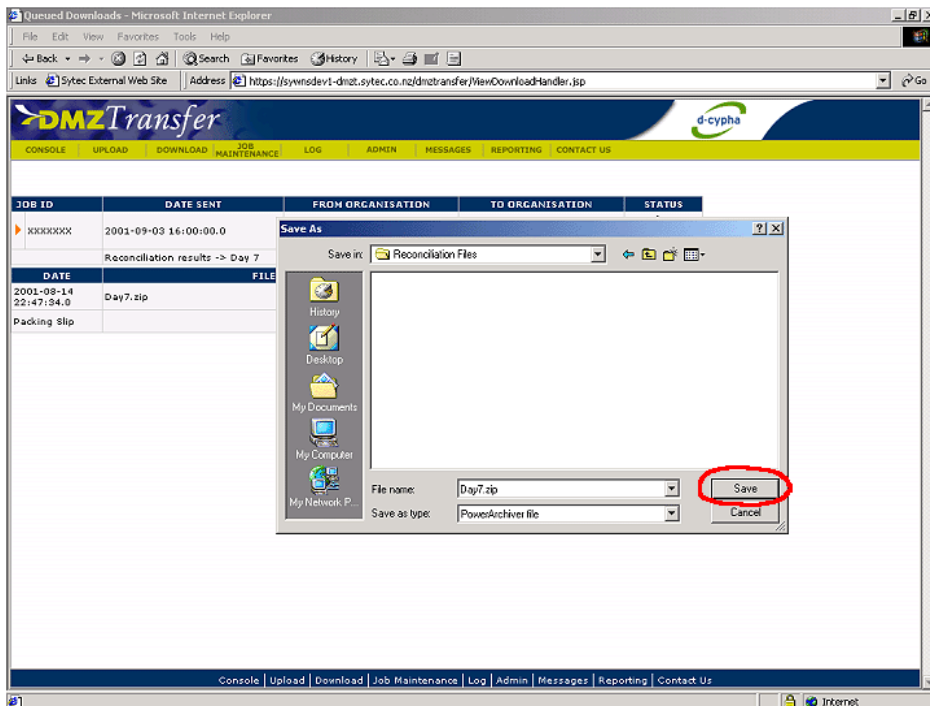 Queued Downloads - Microsoft Internet Explorer
File Edit View Favorites Tools Help
Back Search Favorites History
Links Sytec External Web Site Address https://sywnsdev1-dmzt.sytec.co.nz/dmztransfer/ViewDownloadHandler.jsp Go
DMZTransfer d-cypha
CONSOLE UPLOAD DOWNLOAD JOB MAINTENANCE LOG ADMIN MESSAGES REPORTING CONTACT US
JOB ID DATE SENT FROM ORGANISATION TO ORGANISATION STATUS
XXXXXXX 2001-09-03 16:00:00.0
Reconciliation results -> Day 7
DATE FILE
2001-08-14 22:47:34.0 Day7.zip
Packing Slip
Save As
Save in: Reconciliation Files
History
Desktop
My Documents
My Computer
My Network P...
File name: Day7.zip Save
Save as type: PowerArchiver file Cancel
Console | Upload | Download | Job Maintenance | Log | Admin | Messages | Reporting | Contact Us
Internet